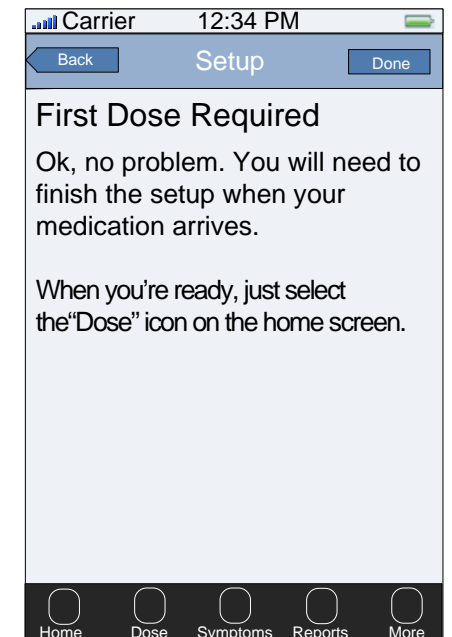 Carrier 12:34 PM
Back Setup Done
First Dose Required
Ok, no problem. You will need to
finish the setup when your
medication arrives.
When you're ready, just select
the“Dose” icon on the home screen.
Home Dose Symptoms Reports More